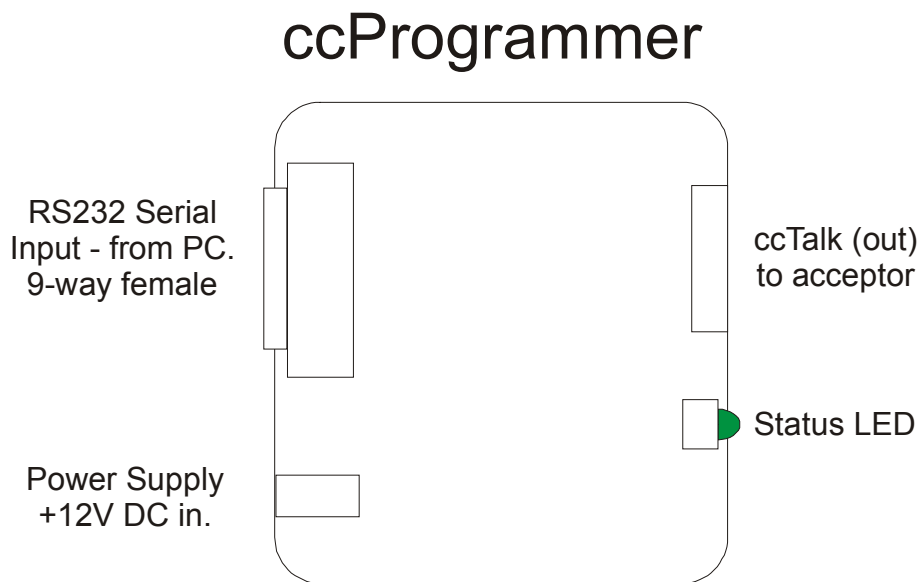 ccProgrammer
RS232 Serial
Input - from PC.
9-way female
ccTalk (out)
to acceptor
Status LED
Power Supply
+12V DC in.